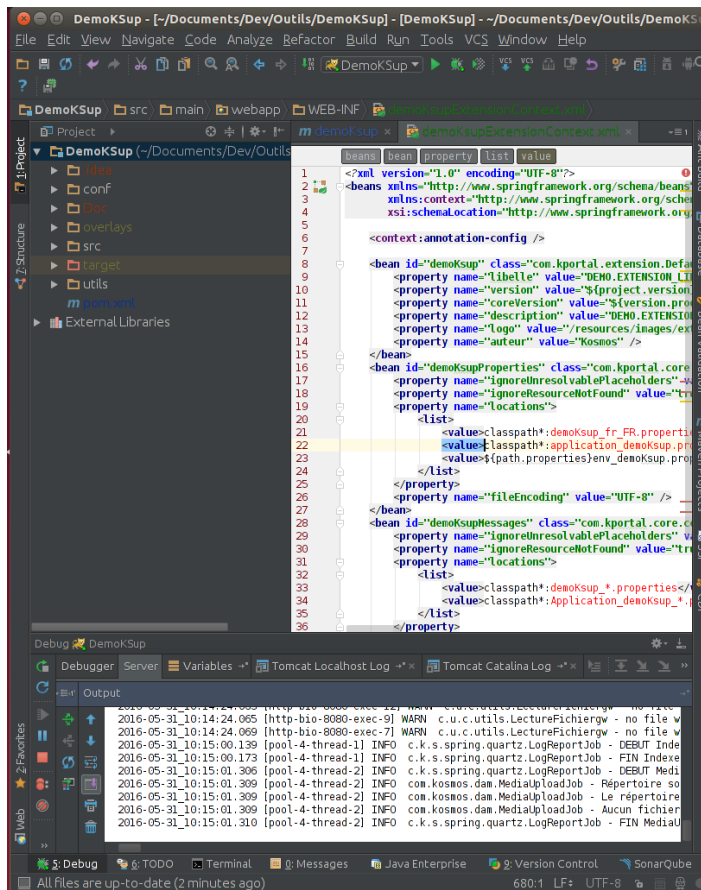 DemoKSup - [~/Documents/Dev/Outils/DemoKSup] - [DemoKSup] - ~/Dev/Outils/DemoKS
File Edit View Navigate Code Analyze Refactor Build Run Tools VCS Window Help
DemoKSup
DemoKSup src main webapp WEB-INF demoKsupExtensionContext.xml
Project
m demoksup × demoksupExtensionContext.xml ×
1: Project
DemoKSup (~/Documents/Dev/Outils
.idea
conf
Doc
overlays
src
target
utils
m pom.xml
External Libraries
7: Structure
2: Favorites
Web
beans bean property list value
1 <?xml version="1.0" encoding="UTF-8"?>
2 <beans xmlns="http://www.springframework.org/schema/beans"
3 xmlns:context="http://www.springframework.org/schem
4 xsi:schemaLocation="http://www.springframework.org
5
6 <context:annotation-config />
7
8 <bean id="demoKsup" class="com.kportal.extension.Defa
9 <property name="libelle" value="DEMO.EXTENSION_LI
10 <property name="version" value="${project.version
11 <property name="coreVersion" value="${version.pro
12 <property name="description" value="DEMO.EXTENSION
13 <property name="logo" value="/resources/images/ex
14 <property name="auteur" value="Kosmos" />
15 </bean>
16 <bean id="demoKsupProperties" class="com.kportal.core
17 <property name="ignoreUnresolvablePlaceholders" v
18 <property name="ignoreResourceNotFound" value="tru
19 <property name="locations">
20 <list>
21 <value>classpath*:demoKsup_fr_FR.propertie
22 <value>classpath*:application_demoKsup.pro
23 <value>${path.properties}env_demoKsup.prop
24 </list>
25 </property>
26 <property name="fileEncoding" value="UTF-8" />
27 </bean>
28 <bean id="demoKsupMessages" class="com.kportal.core.co
29 <property name="ignoreUnresolvablePlaceholders" v
30 <property name="ignoreResourceNotFound" value="tru
31 <property name="locations">
32 <list>
33 <value>classpath*:demoKsup_*.properties</v
34 <value>classpath*:Application_demoKsup_*.p
35 </list>
36 </property>
Debug DemoKSup
Debugger Server Variables Tomcat Localhost Log × Tomcat Catalina Log ×
Output
2016-05-31_10:14:24.065 [http-bio-8080-exec-9] WARN c.u.c.utils.LectureFichiergw - no file w
2016-05-31_10:14:24.069 [http-bio-8080-exec-7] WARN c.u.c.utils.LectureFichiergw - no file w
2016-05-31_10:15:00.139 [pool-4-thread-1] INFO c.k.s.spring.quartz.LogReportJob - DEBUT Inde
2016-05-31_10:15:00.173 [pool-4-thread-1] INFO c.k.s.spring.quartz.LogReportJob - FIN Indexe
2016-05-31_10:15:01.306 [pool-4-thread-2] INFO c.k.s.spring.quartz.LogReportJob - DEBUT Medi
2016-05-31_10:15:01.309 [pool-4-thread-2] INFO com.kosmos.dam.MediaUploadJob - Répertoire so
2016-05-31_10:15:01.309 [pool-4-thread-2] INFO com.kosmos.dam.MediaUploadJob - Le répertoire
2016-05-31_10:15:01.309 [pool-4-thread-2] INFO com.kosmos.dam.MediaUploadJob - Aucun fichier
2016-05-31_10:15:01.310 [pool-4-thread-2] INFO c.k.s.spring.quartz.LogReportJob - FIN MediaU
5: Debug 6: TODO Terminal 0: Messages Java Enterprise 9: Version Control SonarQube
All files are up-to-date (2 minutes ago) 680:1 LF÷ UTF-8